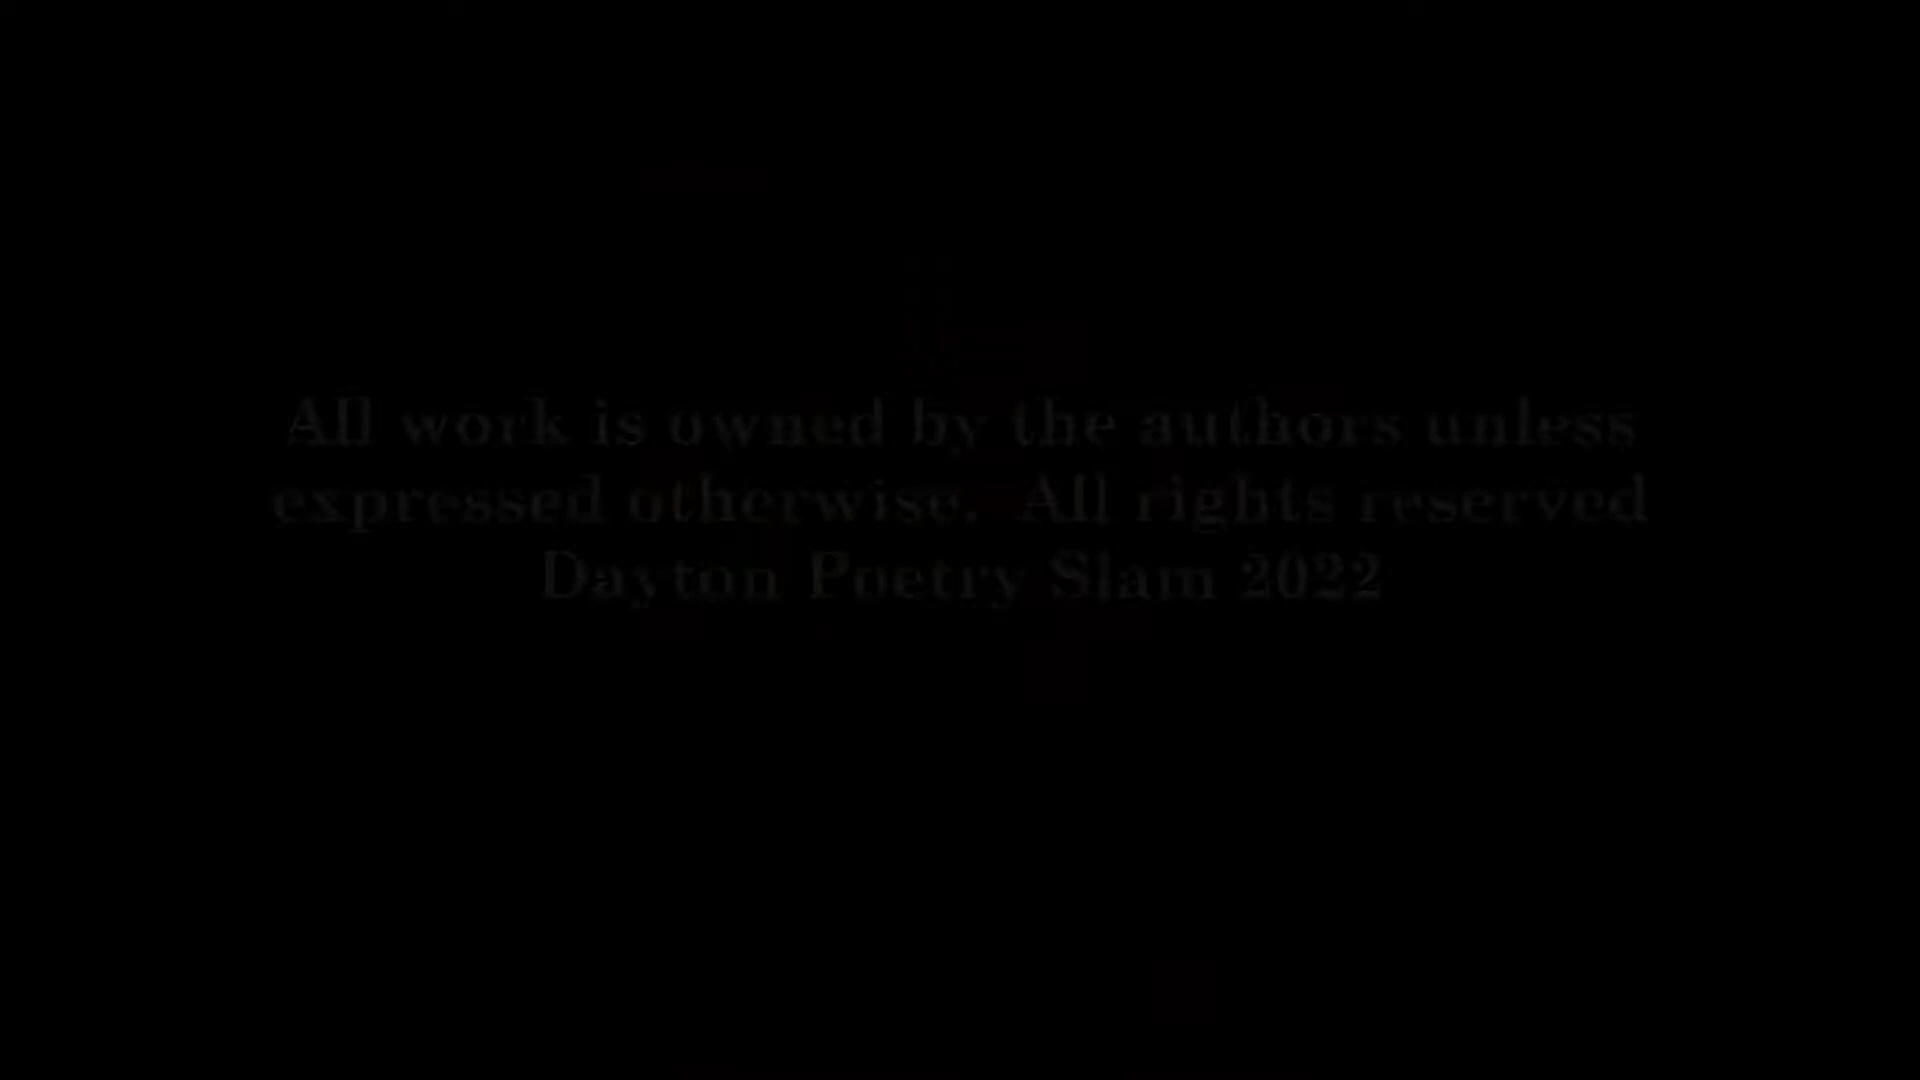 All work is owned by the authors unless
expressed otherwise.  All rights reserved
Dayton Poetry Slam 2022